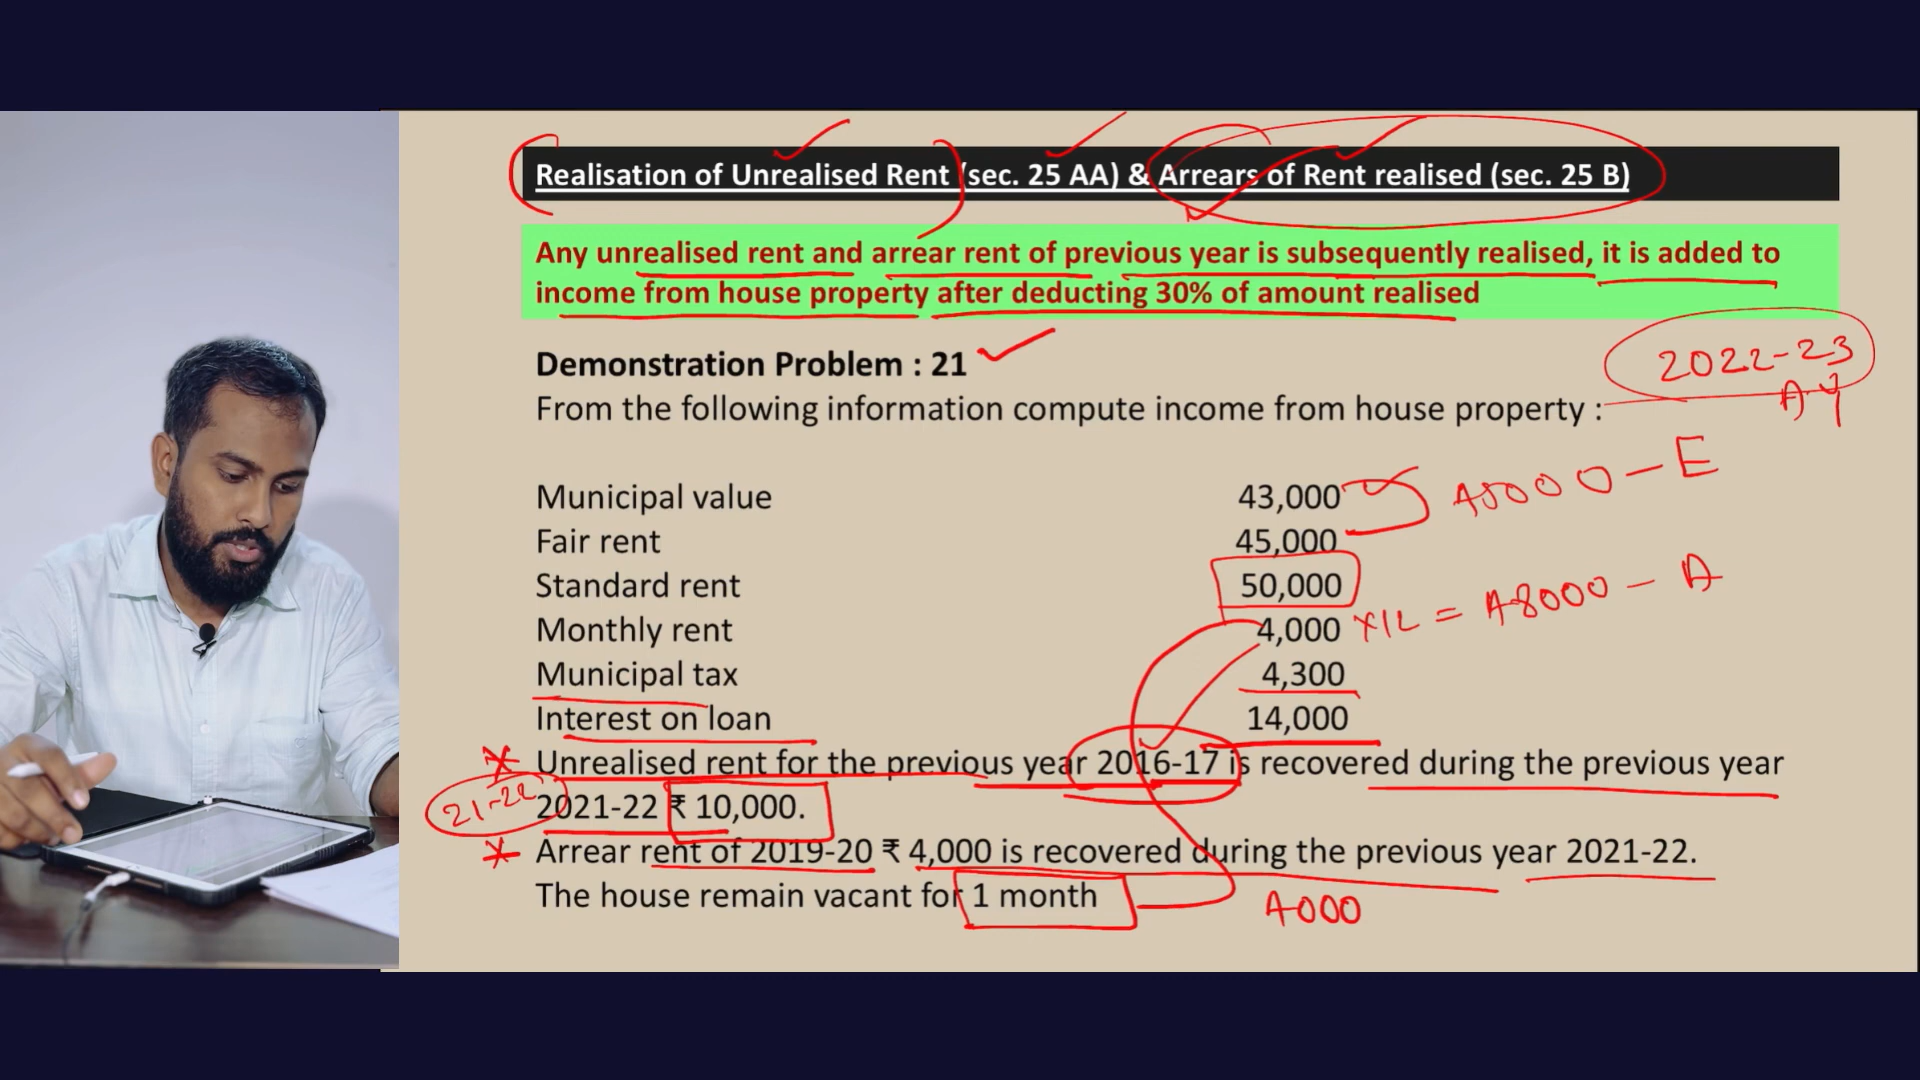 Realisation of Unrealised Rent (sec. 25 AA) & Arrears of Rent realised (sec. 25 B)
Any unrealised rent and arrear rent of previous year is subsequently realised, it is added to
income from house property after deducting 30% of amount realised
Demonstration Problem : 21
2022-23
A.Y
From the following information compute income from house property :
Municipal value 43,000
45000 - E
Fair rent 45,000
Standard rent 50,000
Monthly rent 4,000 x12 = 48000 - A
Municipal tax 4,300
Interest on loan 14,000
Unrealised rent for the previous year 2016-17 is recovered during the previous year
21-22
2021-22 ₹ 10,000.
Arrear rent of 2019-20 ₹ 4,000 is recovered during the previous year 2021-22.
The house remain vacant for 1 month
4000